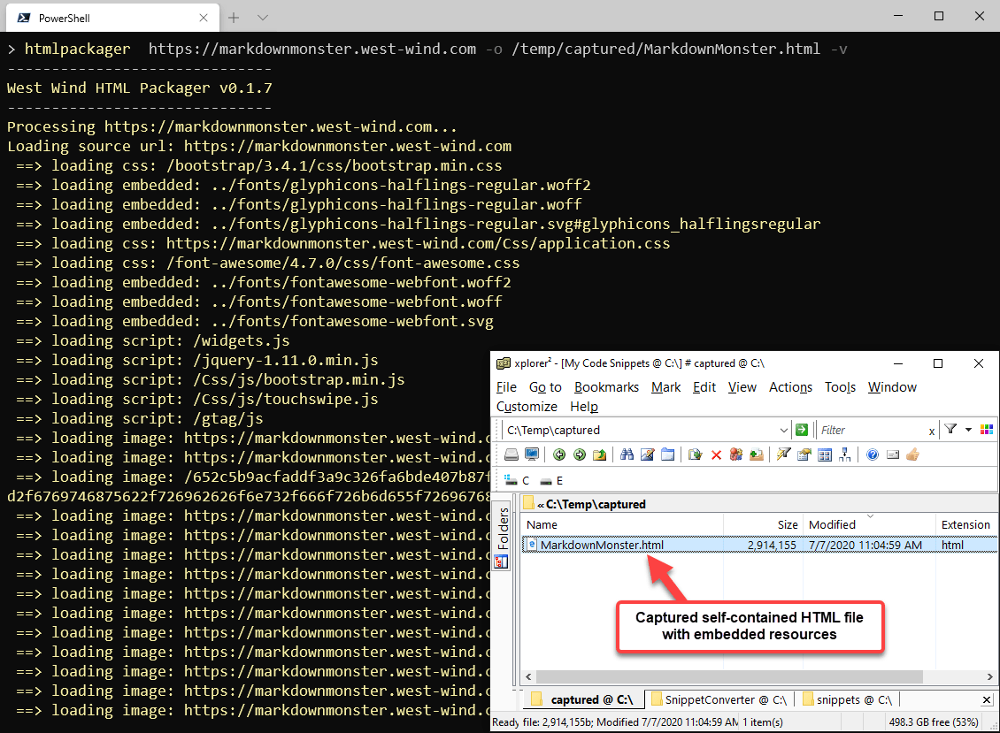 PowerShell
> htmlpackager  https://markdownmonster.west-wind.com -o /temp/captured/MarkdownMonster.html -v
------------------------------
West Wind HTML Packager v0.1.7
------------------------------
Processing https://markdownmonster.west-wind.com...
Loading source url: https://markdownmonster.west-wind.com
==> loading css: /bootstrap/3.4.1/css/bootstrap.min.css
==> loading embedded: ../fonts/glyphicons-halflings-regular.woff2
==> loading embedded: ../fonts/glyphicons-halflings-regular.woff
==> loading embedded: ../fonts/glyphicons-halflings-regular.svg#glyphicons_halflingsregular
==> loading css: https://markdownmonster.west-wind.com/Css/application.css
==> loading css: /font-awesome/4.7.0/css/font-awesome.css
==> loading embedded: ../fonts/fontawesome-webfont.woff2
==> loading embedded: ../fonts/fontawesome-webfont.woff
==> loading embedded: ../fonts/fontawesome-webfont.svg
==> loading script: /widgets.js
==> loading script: /jquery-1.11.0.min.js
==> loading script: /Css/js/bootstrap.min.js
==> loading script: /Css/js/touchswipe.js
==> loading script: /gtag/js
==> loading image: https://markdownmonster.west-wind.c
==> loading image: https://markdownmonster.west-wind.c
==> loading image: /652c5b9acfaddf3a9c326fa6bde407b87f
d2f6769746875622f726962626f6e732f666f726b6d655f72696768
==> loading image: https://markdownmonster.west-wind.c
==> loading image: https://markdownmonster.west-wind.c
==> loading image: https://markdownmonster.west-wind.c
==> loading image: https://markdownmonster.west-wind.c
==> loading image: https://markdownmonster.west-wind.c
==> loading image: https://markdownmonster.west-wind.c
==> loading image: https://markdownmonster.west-wind.c
==> loading image: https://markdownmonster.west-wind.c
==> loading image: https://markdownmonster.west-wind.c
==> loading image: https://markdownmonster.west-wind.c
==> loading image: https://markdownmonster.west-wind.c
xplorer² - [My Code Snippets @ C:\] # captured @ C:\
File Go to Bookmarks Mark Edit View Actions Tools Window
Customize Help
C:\Temp\captured Filter x
C E
Folders
« C:\Temp\captured
Name Size Modified Extension
MarkdownMonster.html 2,914,155 7/7/2020 11:04:59 AM html
Captured self-contained HTML file
with embedded resources
captured @ C:\ SnippetConverter @ C:\ snippets @ C:\
Ready file: 2,914,155b; Modified 7/7/2020 11:04:59 AM 1 item(s) 498.3 GB free (53%)